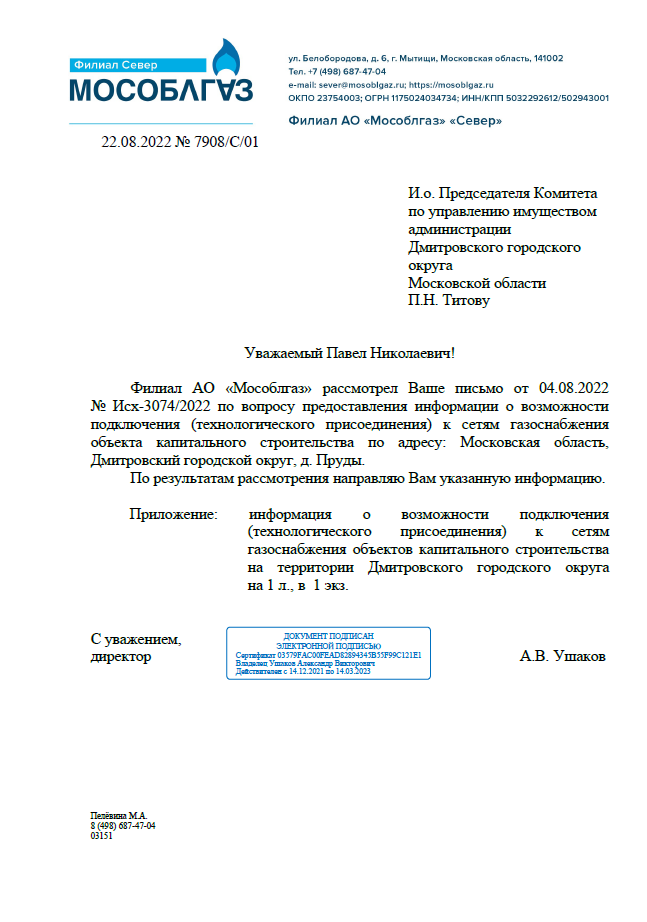 Филиал Север
МОСОБЛГАЗ
ул. Белобородова, д. 6, г. Мытищи, Московская область, 141002
Тел. +7 (498) 687-47-04
e-mail: sever@mosoblgaz.ru; https://mosoblgaz.ru
ОКПО 23754003; ОГРН 1175024034734; ИНН/КПП 5032292612/502943001
Филиал АО «Мособлгаз» «Север»
22.08.2022 № 7908/С/01
И.о. Председателя Комитета
по управлению имуществом
администрации
Дмитровского городского
округа
Московской области
П.Н. Титову
Уважаемый Павел Николаевич!
Филиал АО «Мособлгаз» рассмотрел Ваше письмо от 04.08.2022
№ Исх-3074/2022 по вопросу предоставления информации о возможности
подключения (технологического присоединения) к сетям газоснабжения
объекта капитального строительства по адресу: Московская область,
Дмитровский городской округ, д. Пруды.
По результатам рассмотрения направляю Вам указанную информацию.
Приложение: информация о возможности подключения
(технологического присоединения) к сетям
газоснабжения объектов капитального строительства
на территории Дмитровского городского округа
на 1 л., в 1 экз.
С уважением,
директор
ДОКУМЕНТ ПОДПИСАН
ЭЛЕКТРОННОЙ ПОДПИСЬЮ
Сертификат 03579FAC00FEAD82894345B55F99C121E1
Владелец Ушаков Александр Викторович
Действителен с 14.12.2021 по 14.03.2023
А.В. Ушаков
Пелёвина М.А.
8 (498) 687-47-04
03151